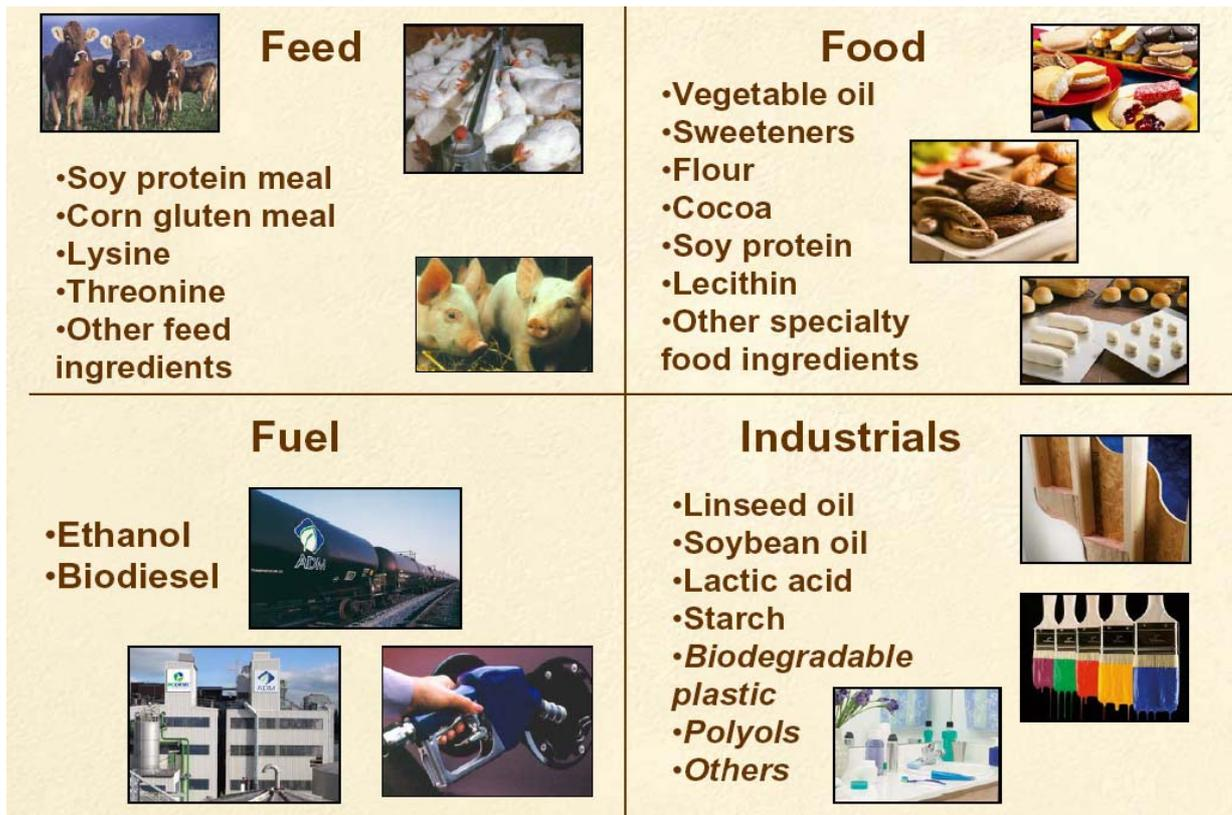 Feed
•Soy protein meal
•Corn gluten meal
•Lysine
•Threonine
•Other feed
ingredients
Food
•Vegetable oil
•Sweeteners
•Flour
•Cocoa
•Soy protein
•Lecithin
•Other specialty
food ingredients
Fuel
•Ethanol
•Biodiesel
ADM
ADM
Industrials
•Linseed oil
•Soybean oil
•Lactic acid
•Starch
•Biodegradable
plastic
•Polyols
•Others